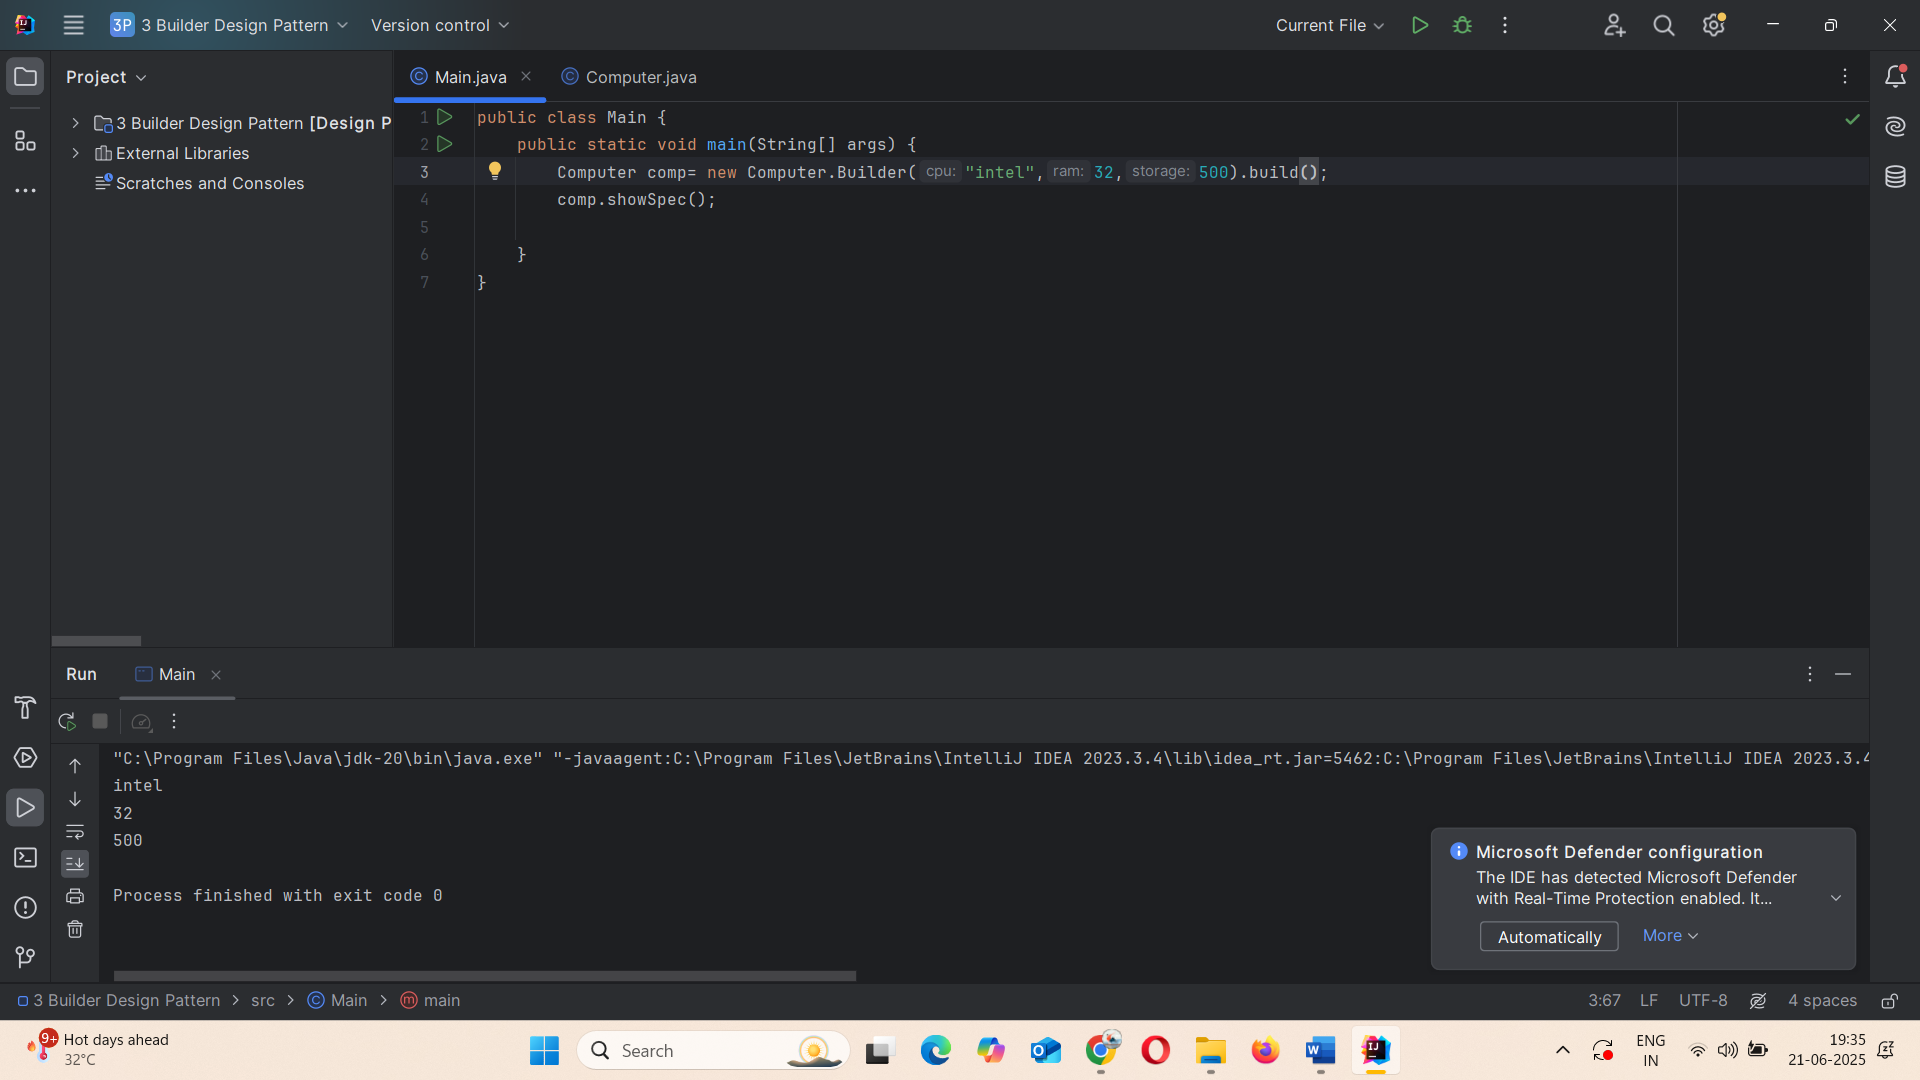 3P 3 Builder Design Pattern Version control Current File
Project
Main.java Computer.java
3 Builder Design Pattern [Design P
External Libraries
Scratches and Consoles
1 public class Main {
2 public static void main(String[] args) {
3 Computer comp= new Computer.Builder( cpu: "intel", ram: 32, storage: 500).build();
4 comp.showSpec();
5
6 }
7 }
Run Main
"C:\Program Files\Java\jdk-20\bin\java.exe" "-javaagent:C:\Program Files\JetBrains\IntelliJ IDEA 2023.3.4\lib\idea_rt.jar=5462:C:\Program Files\JetBrains\IntelliJ IDEA 2023.3.4
intel
32
500
Process finished with exit code 0
Microsoft Defender configuration
The IDE has detected Microsoft Defender
with Real-Time Protection enabled. It...
Automatically More
3 Builder Design Pattern > src > Main > main 3:67 LF UTF-8 4 spaces
9+ Hot days ahead
32°C
Search
ENG
IN
19:35
21-06-2025